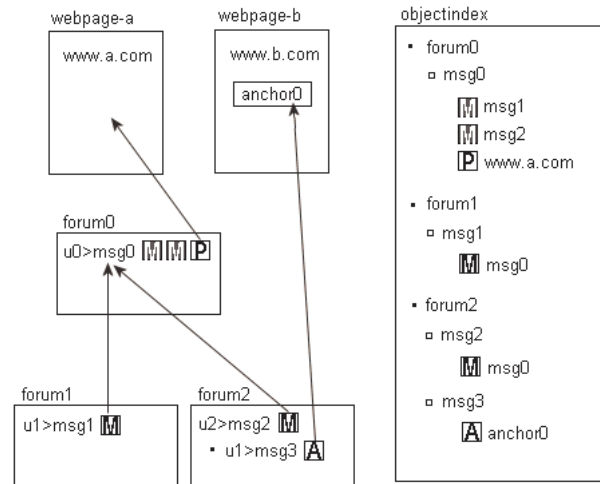 webpage-a
www.a.com
webpage-b
www.b.com
anchor0
forum0
u0>msg0 M M P
forum1
u1>msg1 M
forum2
u2>msg2 M
▪ u1>msg3 A
objectindex
▪ forum0
▫ msg0
M msg1
M msg2
P www.a.com
▪ forum1
▫ msg1
M msg0
▪ forum2
▫ msg2
M msg0
▫ msg3
A anchor0